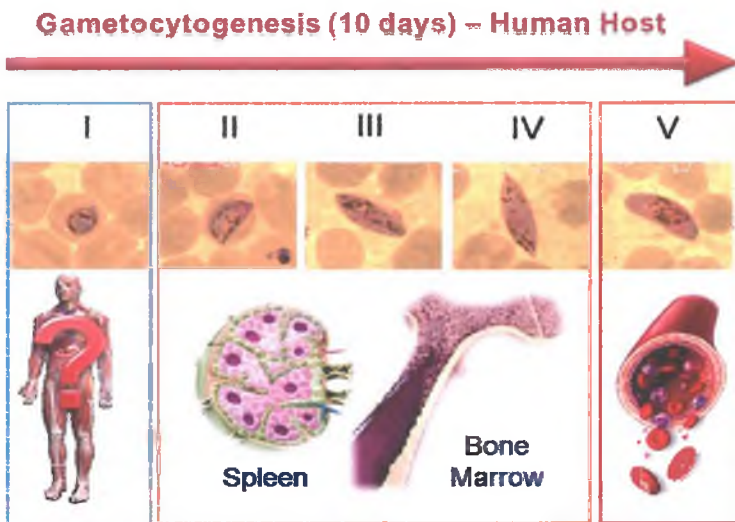 Gametocytogenesis (10 days) – Human Host
I II III IV V
?
Spleen
Bone
Marrow